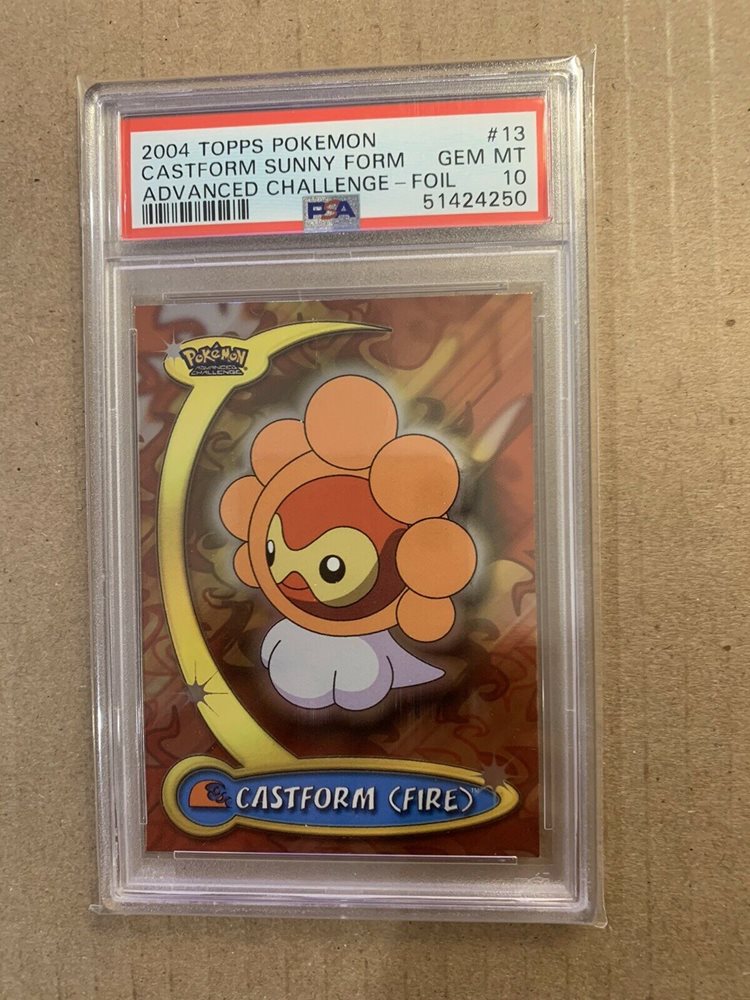 2004 TOPPS POKEMON #13
CASTFORM SUNNY FORM GEM MT
ADVANCED CHALLENGE - FOIL 10
PSA 51424250
POKéMON
ADVANCED
CHALLENGE
CASTFORM (FIRE)™